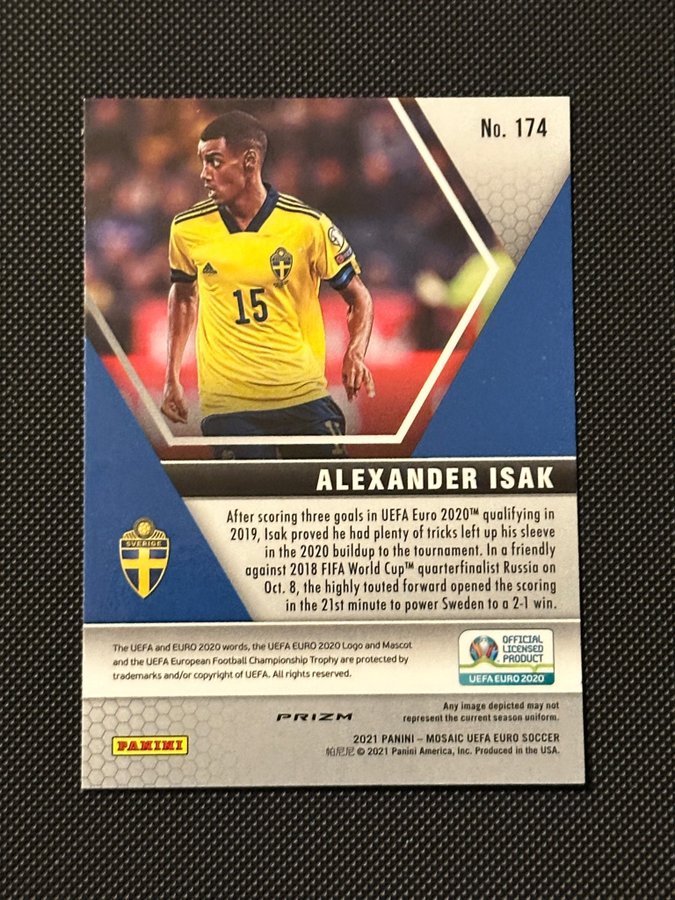 No. 174
15
ALEXANDER ISAK
After scoring three goals in UEFA Euro 2020™ qualifying in
2019, Isak proved he had plenty of tricks left up his sleeve
in the 2020 buildup to the tournament. In a friendly
against 2018 FIFA World Cup™ quarterfinalist Russia on
Oct. 8, the highly touted forward opened the scoring
in the 21st minute to power Sweden to a 2-1 win.
SVERIGE
The UEFA and EURO 2020 words, the UEFA EURO 2020 Logo and Mascot
and the UEFA European Football Championship Trophy are protected by
trademarks and/or copyright of UEFA. All rights reserved.
OFFICIAL
LICENSED
PRODUCT
UEFA EURO 2020
Any image depicted may not
represent the current season uniform.
PRIZM
PANINI
2021 PANINI – MOSAIC UEFA EURO SOCCER
帕尼尼 © 2021 Panini America, Inc. Produced in the USA.